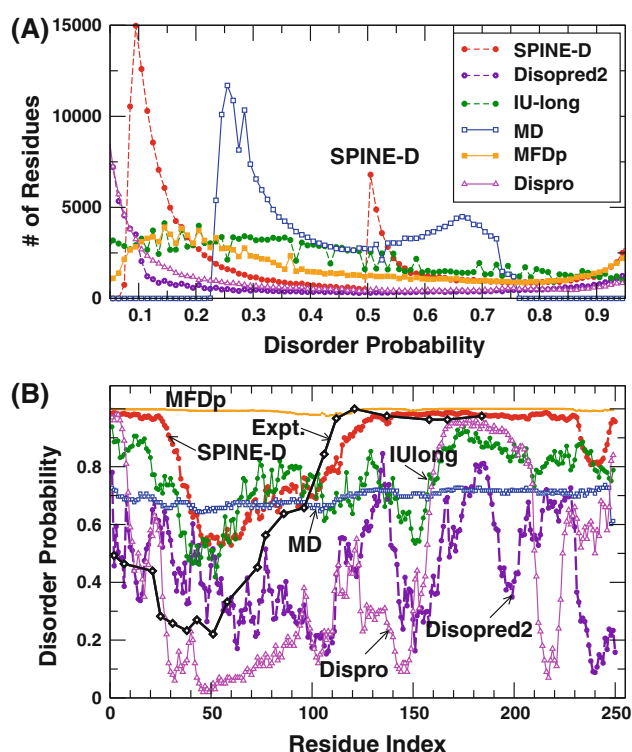 (A)
15000
10000
5000
0
# of Residues
SPINE-D
SPINE-D
Disopred2
IU-long
MD
MFDp
Dispro
0.1 0.2 0.3 0.4 0.5 0.6 0.7 0.8 0.9
Disorder Probability
(B)
1
0.8
0.6
0.4
0.2
0
Disorder Probability
MFDp
Expt.
SPINE-D
IUlong
MD
Disopred2
Dispro
0 50 100 150 200 250
Residue Index